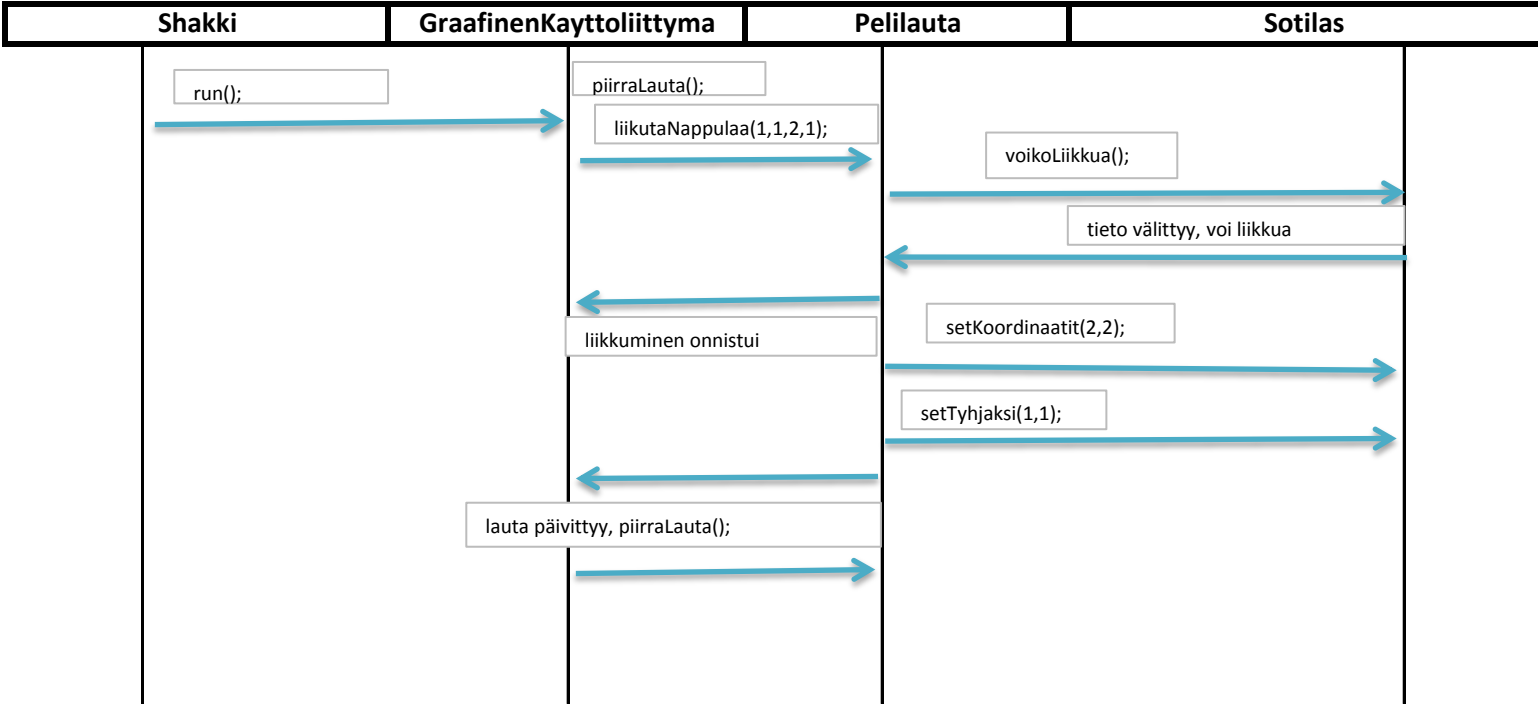 Shakki GraafinenKayttoliittyma Pelilauta Sotilas
run();
piirraLauta();
liikutaNappulaa(1,1,2,1);
voikoLiikkua();
tieto välittyy, voi liikkua
liikkuminen onnistui
setKoordinaatit(2,2);
setTyhjaksi(1,1);
lauta päivittyy, piirraLauta();